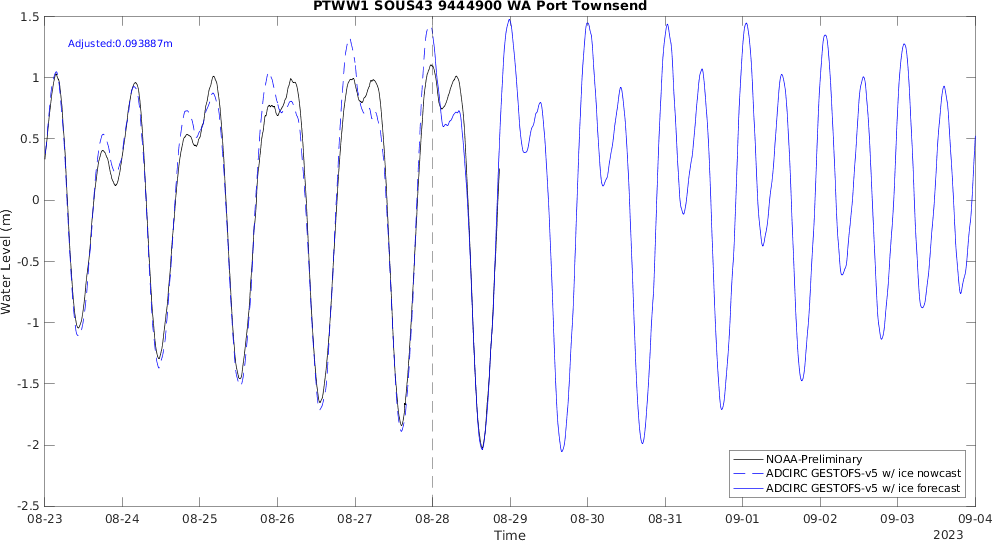 PTWW1 SOUS43 9444900 WA Port Townsend
Adjusted:0.093887m
1.5
1
0.5
0
-0.5
-1
-1.5
-2
-2.5
Water Level (m)
NOAA-Preliminary
ADCIRC GESTOFS-v5 w/ ice nowcast
ADCIRC GESTOFS-v5 w/ ice forecast
08-23 08-24 08-25 08-26 08-27 08-28 08-29 08-30 08-31 09-01 09-02 09-03 09-04
Time
2023